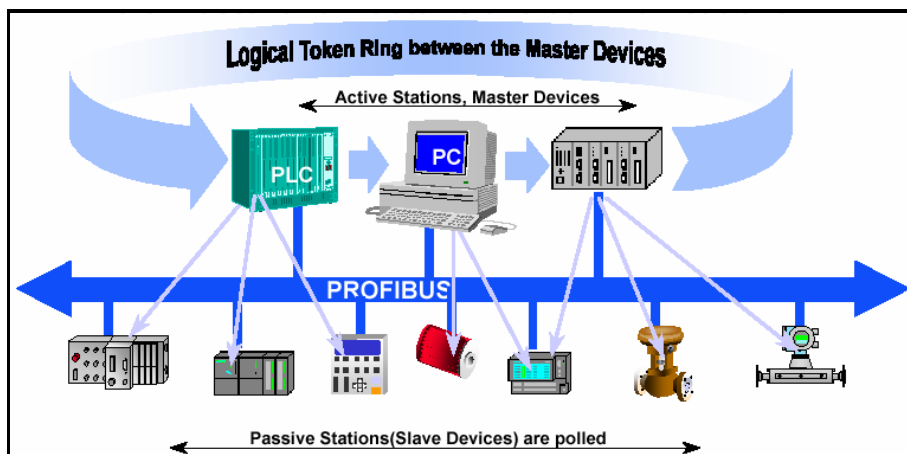 Logical Token Ring between the Master Devices
Active Stations, Master Devices
PLC
PC
PROFIBUS
Passive Stations(Slave Devices) are polled